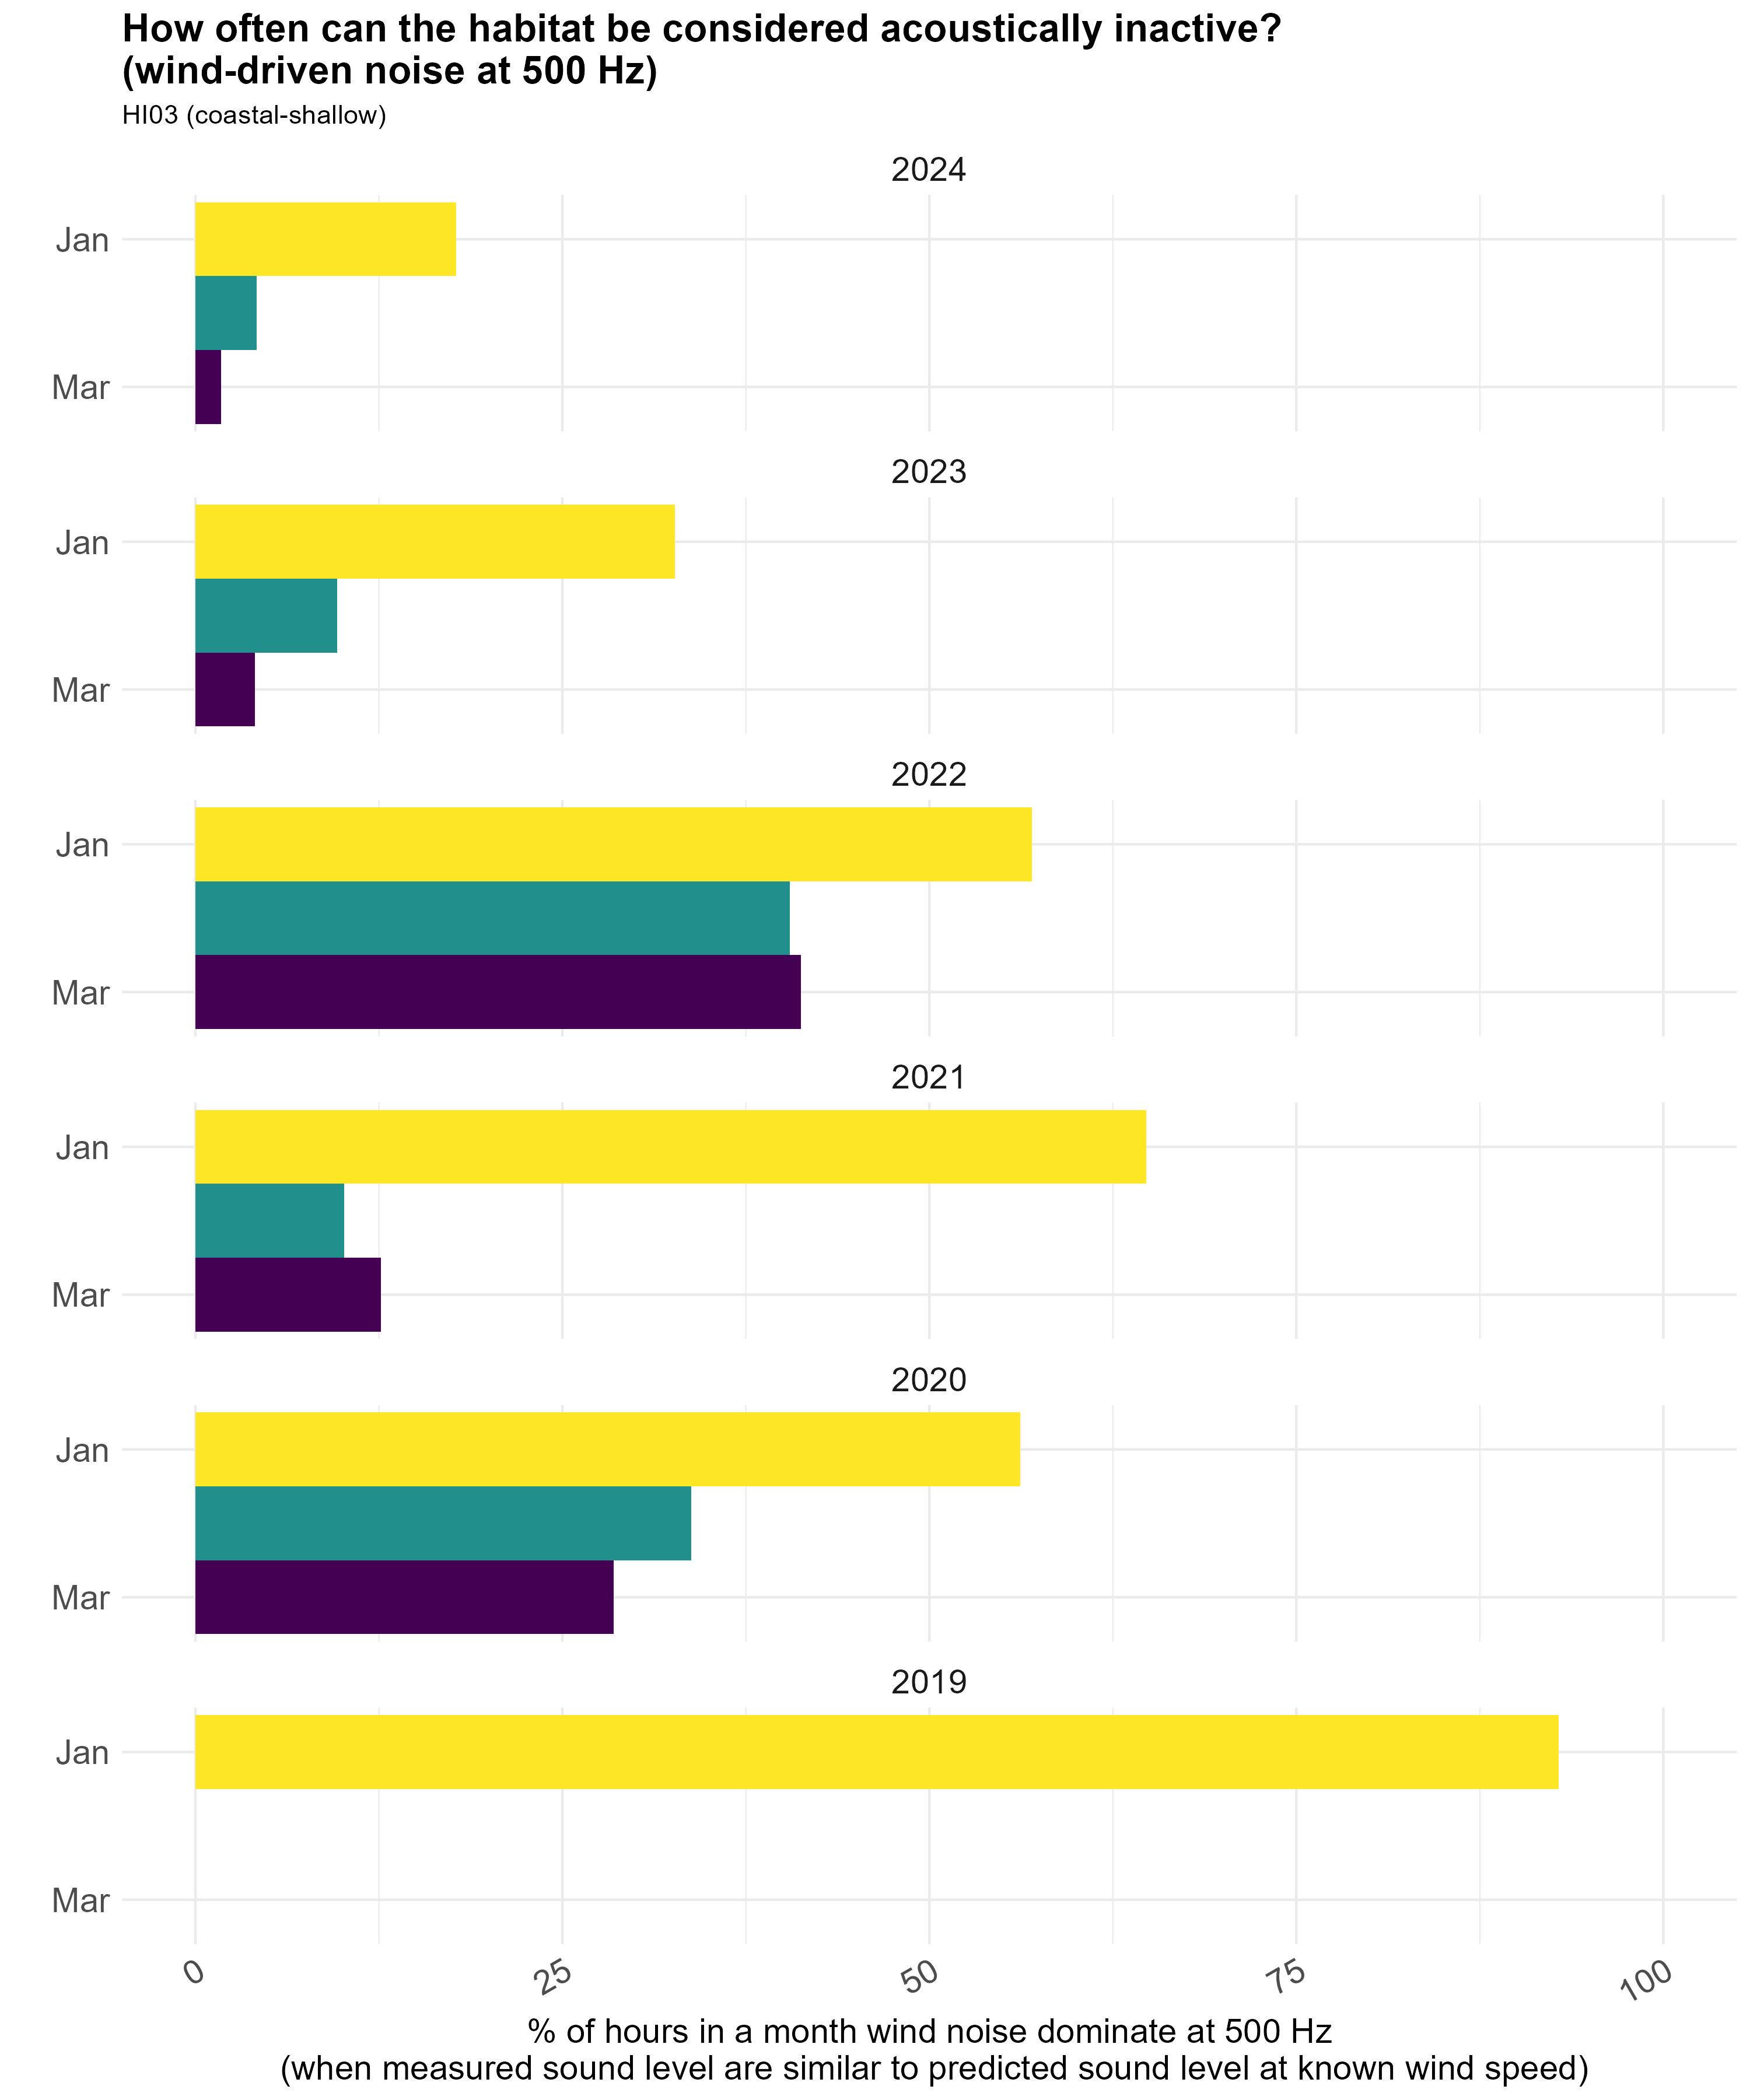 How often can the habitat be considered acoustically inactive?
(wind-driven noise at 500 Hz)
HI03 (coastal-shallow)
2024
Jan
Mar
2023
Jan
Mar
2022
Jan
Mar
2021
Jan
Mar
2020
Jan
Mar
2019
Jan
Mar
0 25 50 75 100
% of hours in a month wind noise dominate at 500 Hz
(when measured sound level are similar to predicted sound level at known wind speed)